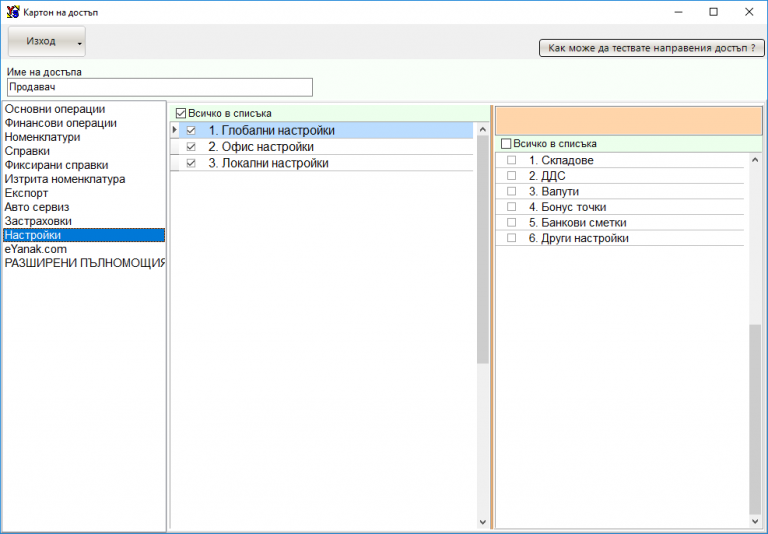 Картон на достъп
Изход
Как може да тествате направения достъп ?
Име на достъпа
Продавач
Основни операции
Финансови операции
Номенклатури
Справки
Фиксирани справки
Изтрита номенклатура
Експорт
Авто сервиз
Застраховки
Настройки
eYanak.com
РАЗШИРЕНИ ПЪЛНОМОЩИЯ
Всичко в списъка
1. Глобални настройки
2. Офис настройки
3. Локални настройки
Всичко в списъка
1. Складове
2. ДДС
3. Валути
4. Бонус точки
5. Банкови сметки
6. Други настройки